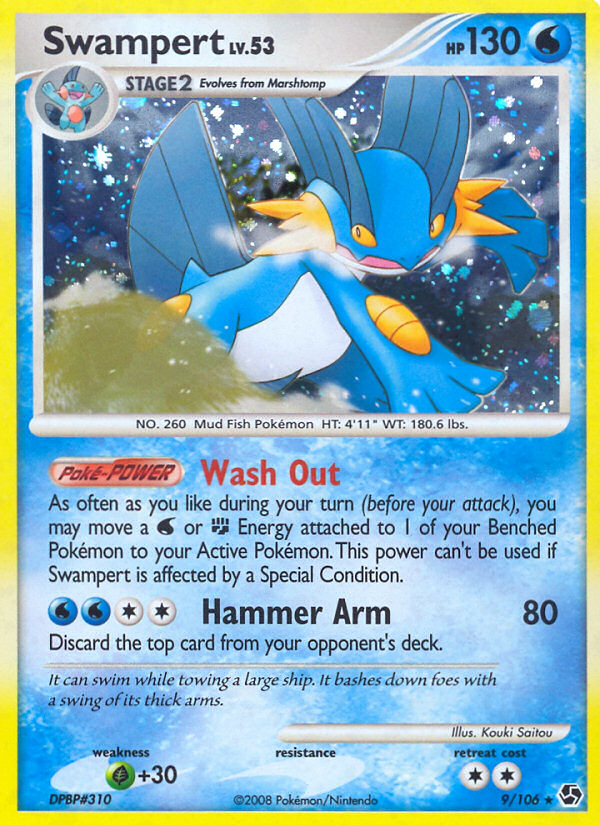 Swampert LV.53
HP 130
STAGE2 Evolves from Marshtomp
NO. 260 Mud Fish Pokémon HT: 4'11" WT: 180.6 lbs.
Poké-POWER Wash Out
As often as you like during your turn (before your attack), you
may move a or Energy attached to 1 of your Benched
Pokémon to your Active Pokémon. This power can't be used if
Swampert is affected by a Special Condition.
Hammer Arm 80
Discard the top card from your opponent's deck.
It can swim while towing a large ship. It bashes down foes with
a swing of its thick arms.
Illus. Kouki Saitou
weakness resistance retreat cost
+30
DPBP#310 ©2008 Pokémon/Nintendo 9/106 ★